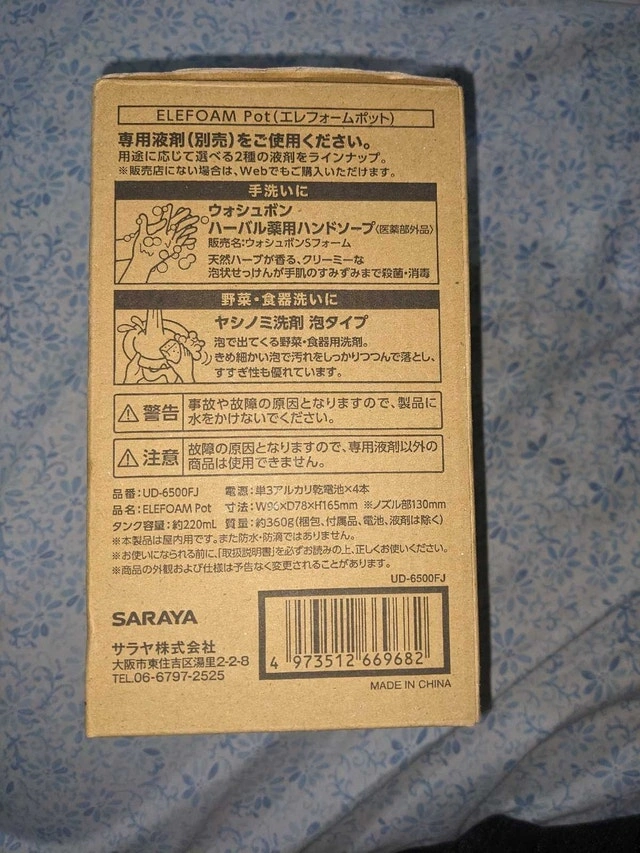 ELEFOAM Pot(エレフォームポット)
専用液剤(別売)をご使用ください。
用途に応じて選べる2種の液剤をラインナップ。
※販売店にない場合は、Webでもご購入いただけます。
手洗いに
ウォシュボン
ハーバル薬用ハンドソープ〈医薬部外品〉
販売名:ウォシュボンSフォーム
天然ハーブが香る、クリーミーな
泡状せっけんが手肌のすみずみまで殺菌・消毒
野菜・食器洗いに
ヤシノミ洗剤 泡タイプ
泡で出てくる野菜・食器用洗剤。
きめ細かい泡で汚れをしっかりつつんで落とし、
すすぎ性も優れています。
⚠警告 事故や故障の原因となりますので、製品に
水をかけないでください。
⚠注意 故障の原因となりますので、専用液剤以外の
商品は使用できません。
品番:UD-6500FJ 電源:単3アルカリ乾電池×4本
品名:ELEFOAM Pot 寸法:W96×D78×H165mm ※ノズル部130mm
タンク容量:約220mL 質量:約360g(梱包、付属品、電池、液剤は除く)
※本製品は屋内用です。また防水・防滴ではありません。
※お使いになられる前に、「取扱説明書」を必ずお読みの上、正しくお使いください。
※商品の外観および仕様は予告なく変更されることがあります。
UD-6500FJ
SARAYA
サラヤ株式会社
大阪市東住吉区湯里2-2-8
TEL.06-6797-2525
4 973512 669682
MADE IN CHINA